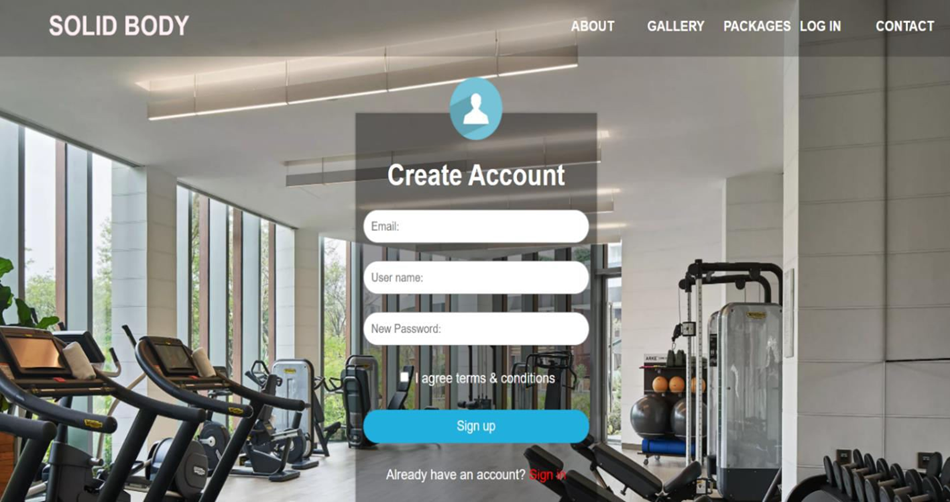 SOLID BODY
ABOUT GALLERY PACKAGES LOG IN CONTACT
Create Account
Email:
User name:
New Password:
I agree terms & conditions
Sign up
Already have an account? Sign in